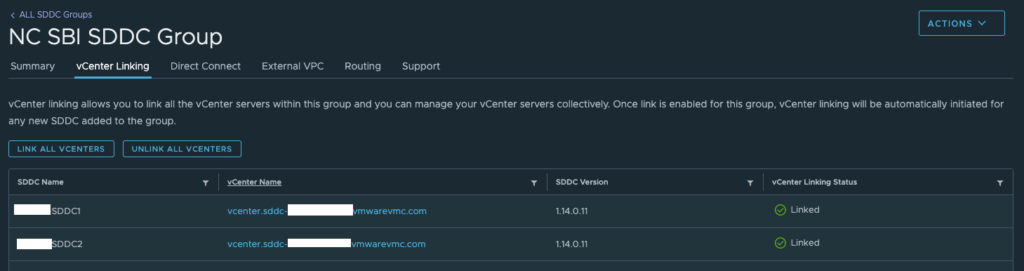 ALL SDDC Groups
NC SBI SDDC Group
ACTIONS
Summary vCenter Linking Direct Connect External VPC Routing Support
vCenter linking allows you to link all the vCenter servers within this group and you can manage your vCenter servers collectively. Once link is enabled for this group, vCenter linking will be automatically initiated for
any new SDDC added to the group.
LINK ALL VCENTERS UNLINK ALL VCENTERS
SDDC Name vCenter Name SDDC Version vCenter Linking Status
SDDC1 vcenter.sddc- vmwarevmc.com 1.14.0.11 Linked
SDDC2 vcenter.sddc- vmwarevmc.com 1.14.0.11 Linked